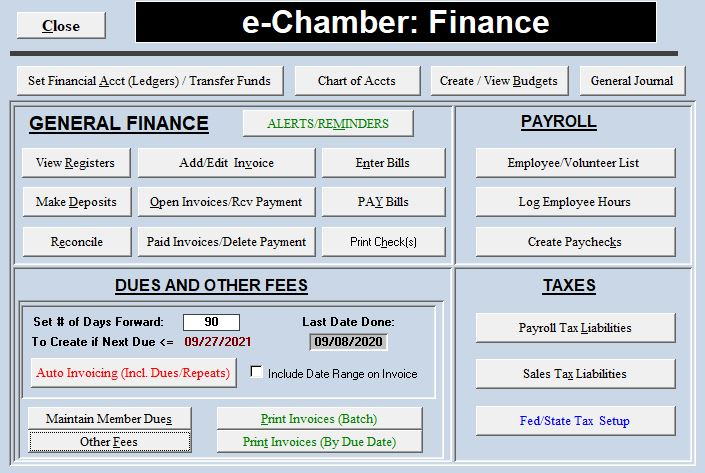 Close
e-Chamber: Finance
Set Financial Acct (Ledgers) / Transfer Funds
Chart of Accts
Create / View Budgets
General Journal
GENERAL FINANCE
ALERTS/REMINDERS
PAYROLL
View Registers
Add/Edit Invoice
Enter Bills
Employee/Volunteer List
Make Deposits
Open Invoices/Rcv Payment
PAY Bills
Log Employee Hours
Reconcile
Paid Invoices/Delete Payment
Print Check(s)
Create Paychecks
DUES AND OTHER FEES
TAXES
Set # of Days Forward: 90
Last Date Done:
To Create if Next Due <= 09/27/2021
09/08/2020
Payroll Tax Liabilities
Auto Invoicing (Incl. Dues/Repeats)
Include Date Range on Invoice
Sales Tax Liabilities
Maintain Member Dues
Print Invoices (Batch)
Fed/State Tax Setup
Other Fees
Print Invoices (By Due Date)